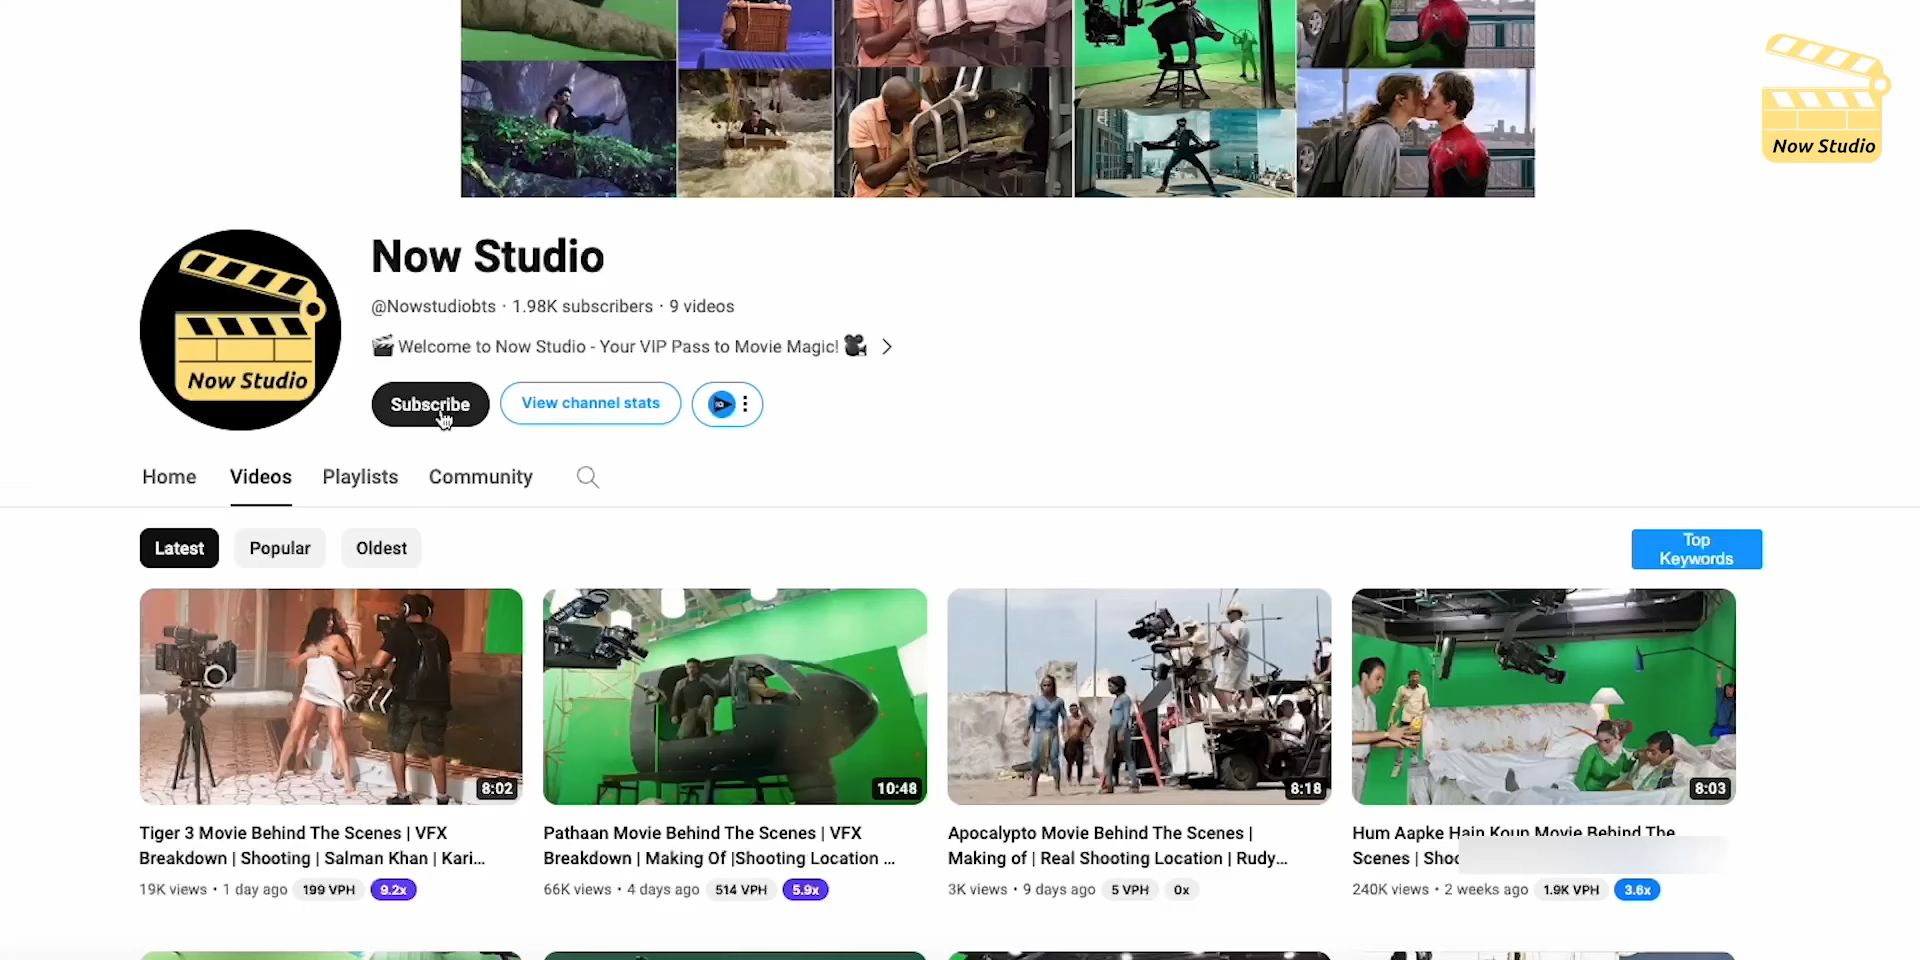 Now Studio
Now Studio
@Nowstudiobts · 1.98K subscribers · 9 videos
Welcome to Now Studio - Your VIP Pass to Movie Magic!
Now Studio
Subscribe
View channel stats
Home
Videos
Playlists
Community
Latest
Popular
Oldest
Top
Keywords
8:02
10:48
8:18
8:03
Tiger 3 Movie Behind The Scenes | VFX
Breakdown | Shooting | Salman Khan | Kari...
19K views • 1 day ago 199 VPH 9.2x
Pathaan Movie Behind The Scenes | VFX
Breakdown | Making Of |Shooting Location ...
66K views • 4 days ago 514 VPH 5.9x
Apocalypto Movie Behind The Scenes |
Making of | Real Shooting Location | Rudy...
3K views • 9 days ago 5 VPH 0x
Hum Aapke Hain Koun Movie Behind The
Scenes |
240K views • 2 weeks ago 1.9K VPH 3.6x